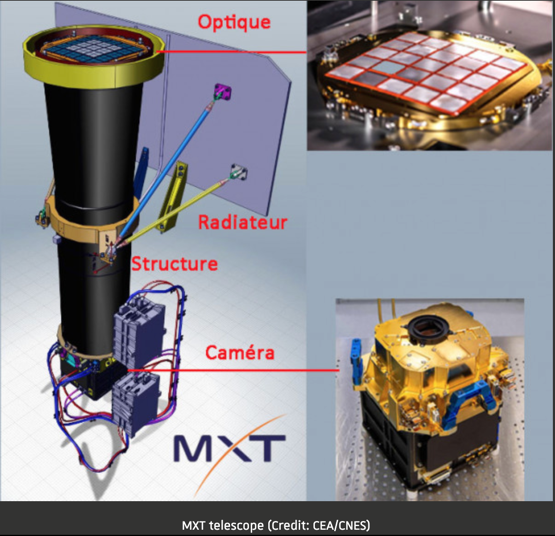 Optique
Radiateur
Structure
Caméra
MXT
MXT telescope (Credit: CEA/CNES)